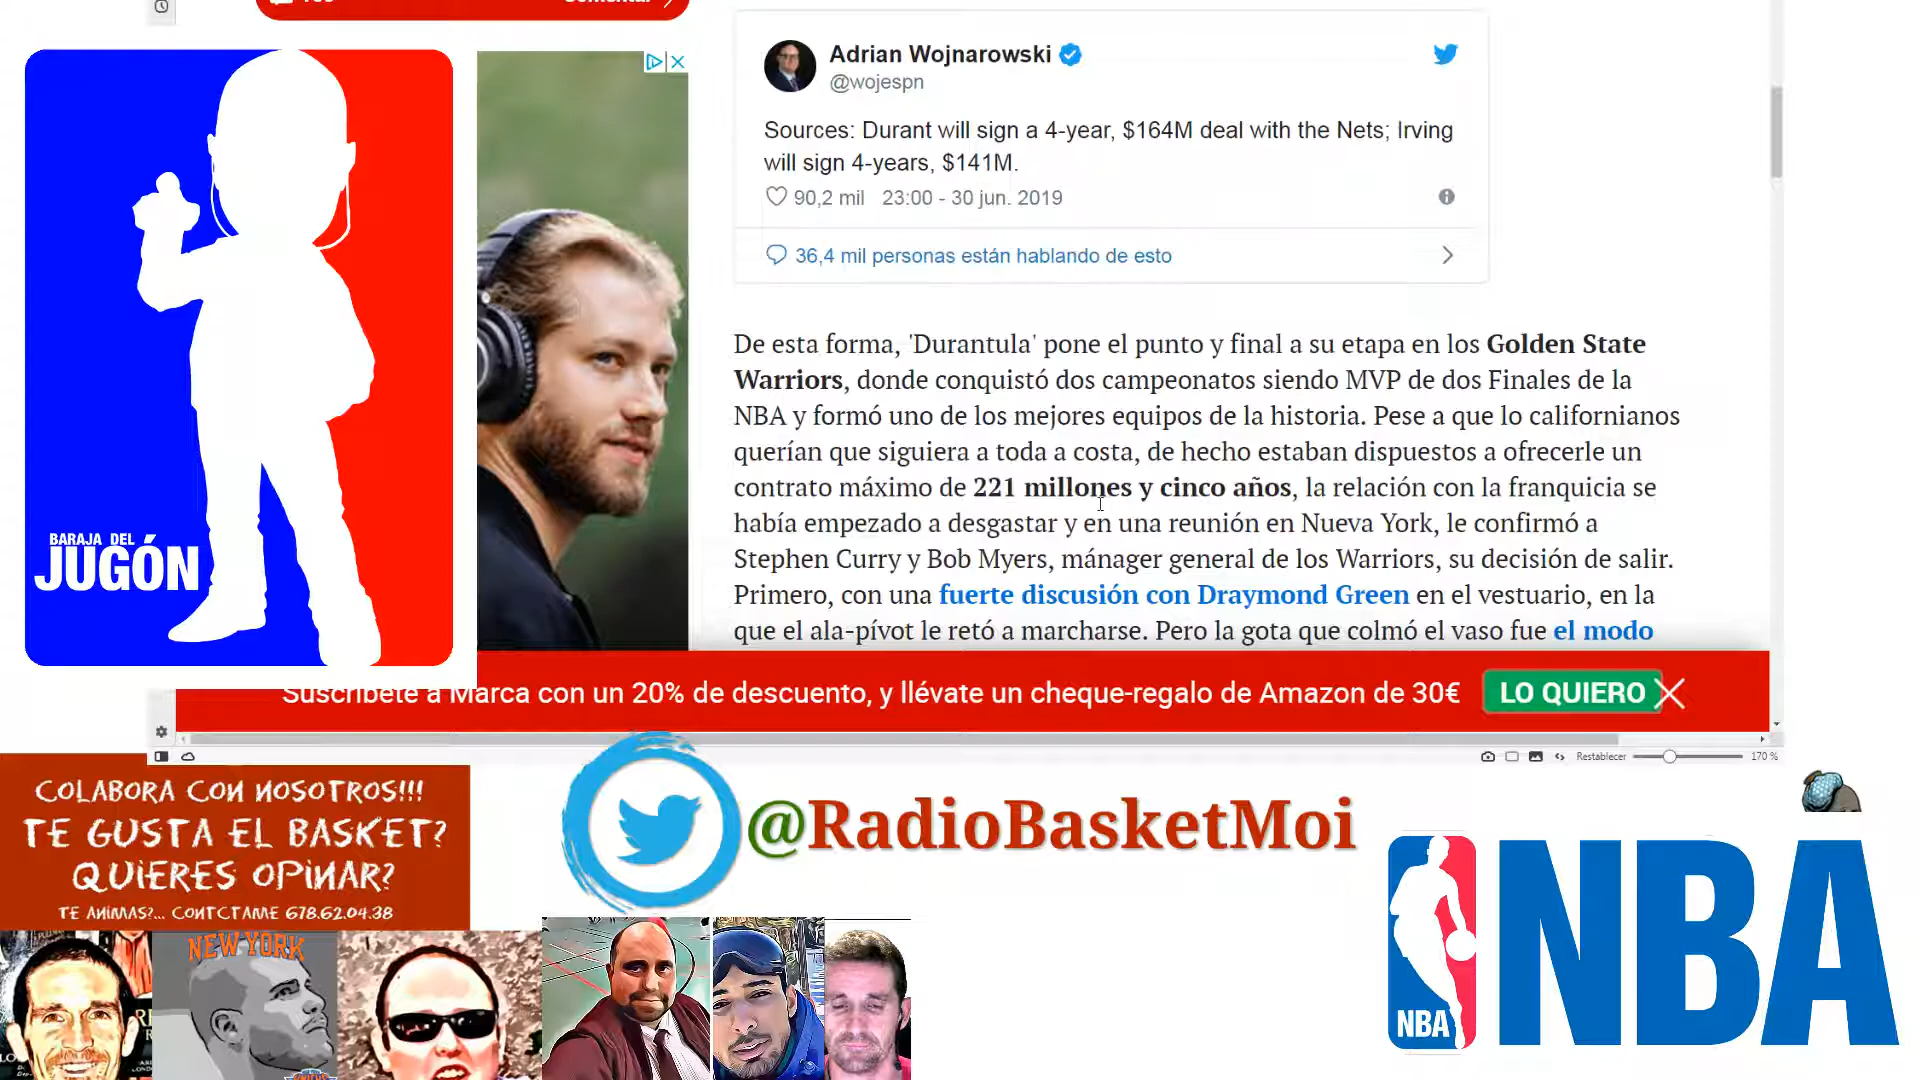 Adrian Wojnarowski
@wojespn
Sources: Durant will sign a 4-year, $164M deal with the Nets; Irving
will sign 4-years, $141M.
90,2 mil 23:00 - 30 jun. 2019
36,4 mil personas están hablando de esto
De esta forma, 'Durantula' pone el punto y final a su etapa en los Golden State
Warriors, donde conquistó dos campeonatos siendo MVP de dos Finales de la
NBA y formó uno de los mejores equipos de la historia. Pese a que lo californianos
querían que siguiera a toda a costa, de hecho estaban dispuestos a ofrecerle un
contrato máximo de 221 millones y cinco años, la relación con la franquicia se
había empezado a desgastar y en una reunión en Nueva York, le confirmó a
Stephen Curry y Bob Myers, mánager general de los Warriors, su decisión de salir.
Primero, con una fuerte discusión con Draymond Green en el vestuario, en la
que el ala-pívot le retó a marcharse. Pero la gota que colmó el vaso fue el modo
BARAJA DEL
JUGÓN
Suscríbete a Marca con un 20% de descuento, y llévate un cheque-regalo de Amazon de 30€
LO QUIERO
Restablecer
170 %
COLABORA CON NOSOTROS!!!
TE GUSTA EL BASKET?
QUIERES OPINAR?
TE ANIMAS?... CONTCTAME 678.62.04.38
@RadioBasketMoi
NEW YORK
NBA
NBA